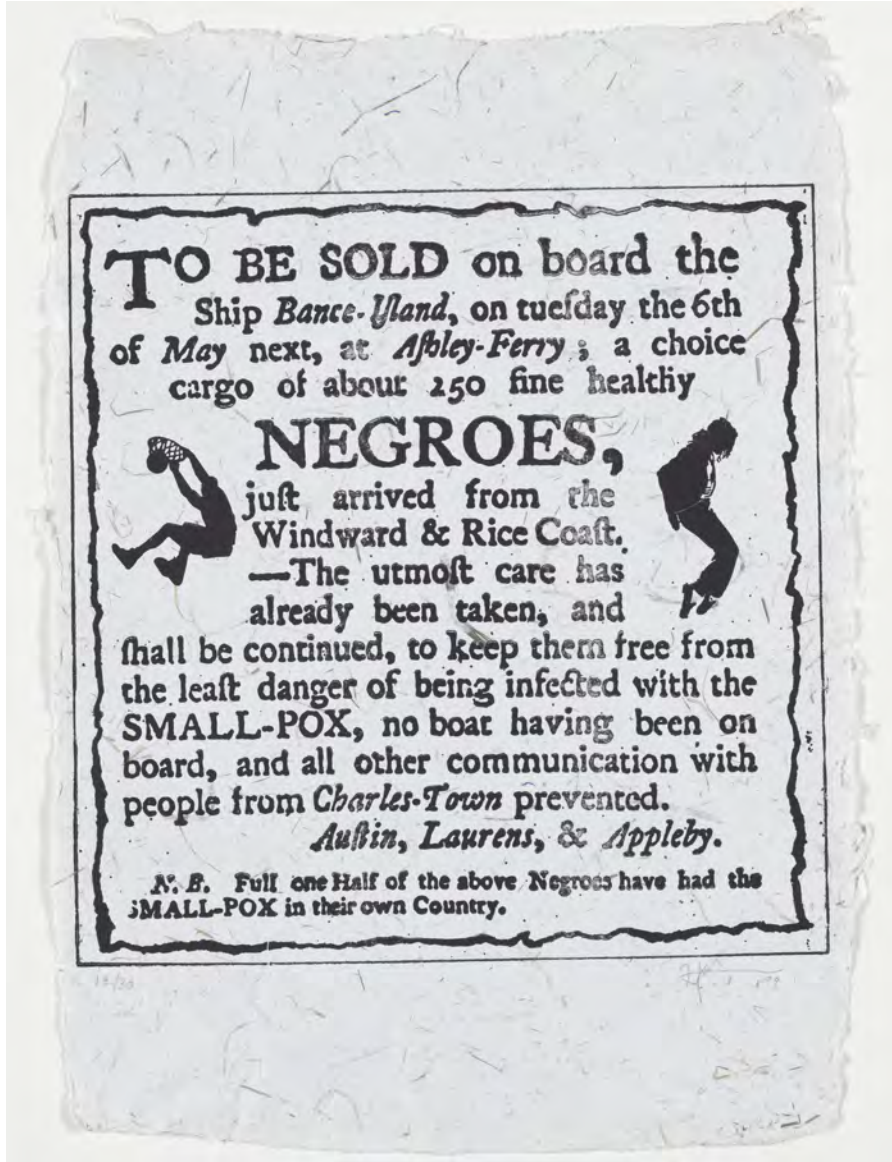 TO BE SOLD on board the
Ship Bance-Yſland, on tueſday the 6th
of May next, at Aſhley-Ferry ; a choice
cargo of about 250 fine healthy
NEGROES,
juſt arrived from the
Windward & Rice Coaſt.
—The utmoſt care has
already been taken, and
ſhall be continued, to keep them free from
the leaſt danger of being infected with the
SMALL-POX, no boat having been on
board, and all other communication with
people from Charles-Town prevented.
Auſtin, Laurens, & Appleby.
N. B. Full one Half of the above Negroes have had the
SMALL-POX in their own Country.